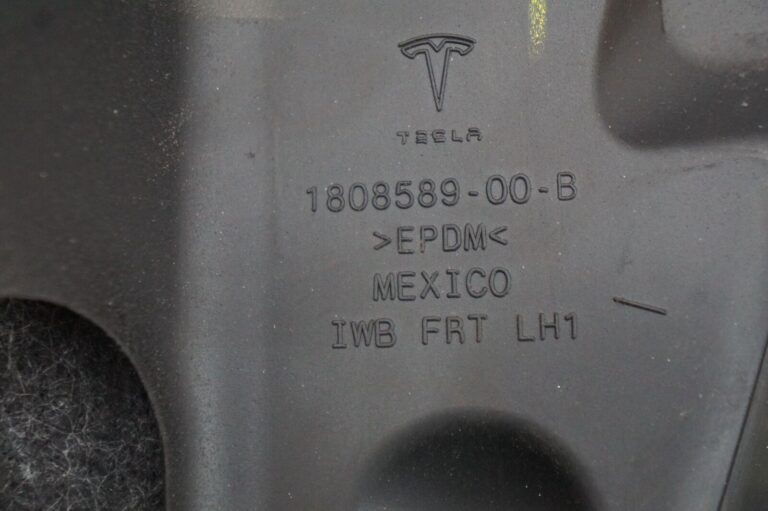 TESLA
1808589-00-B
>EPDM<
MEXICO
IWB FRT LH1